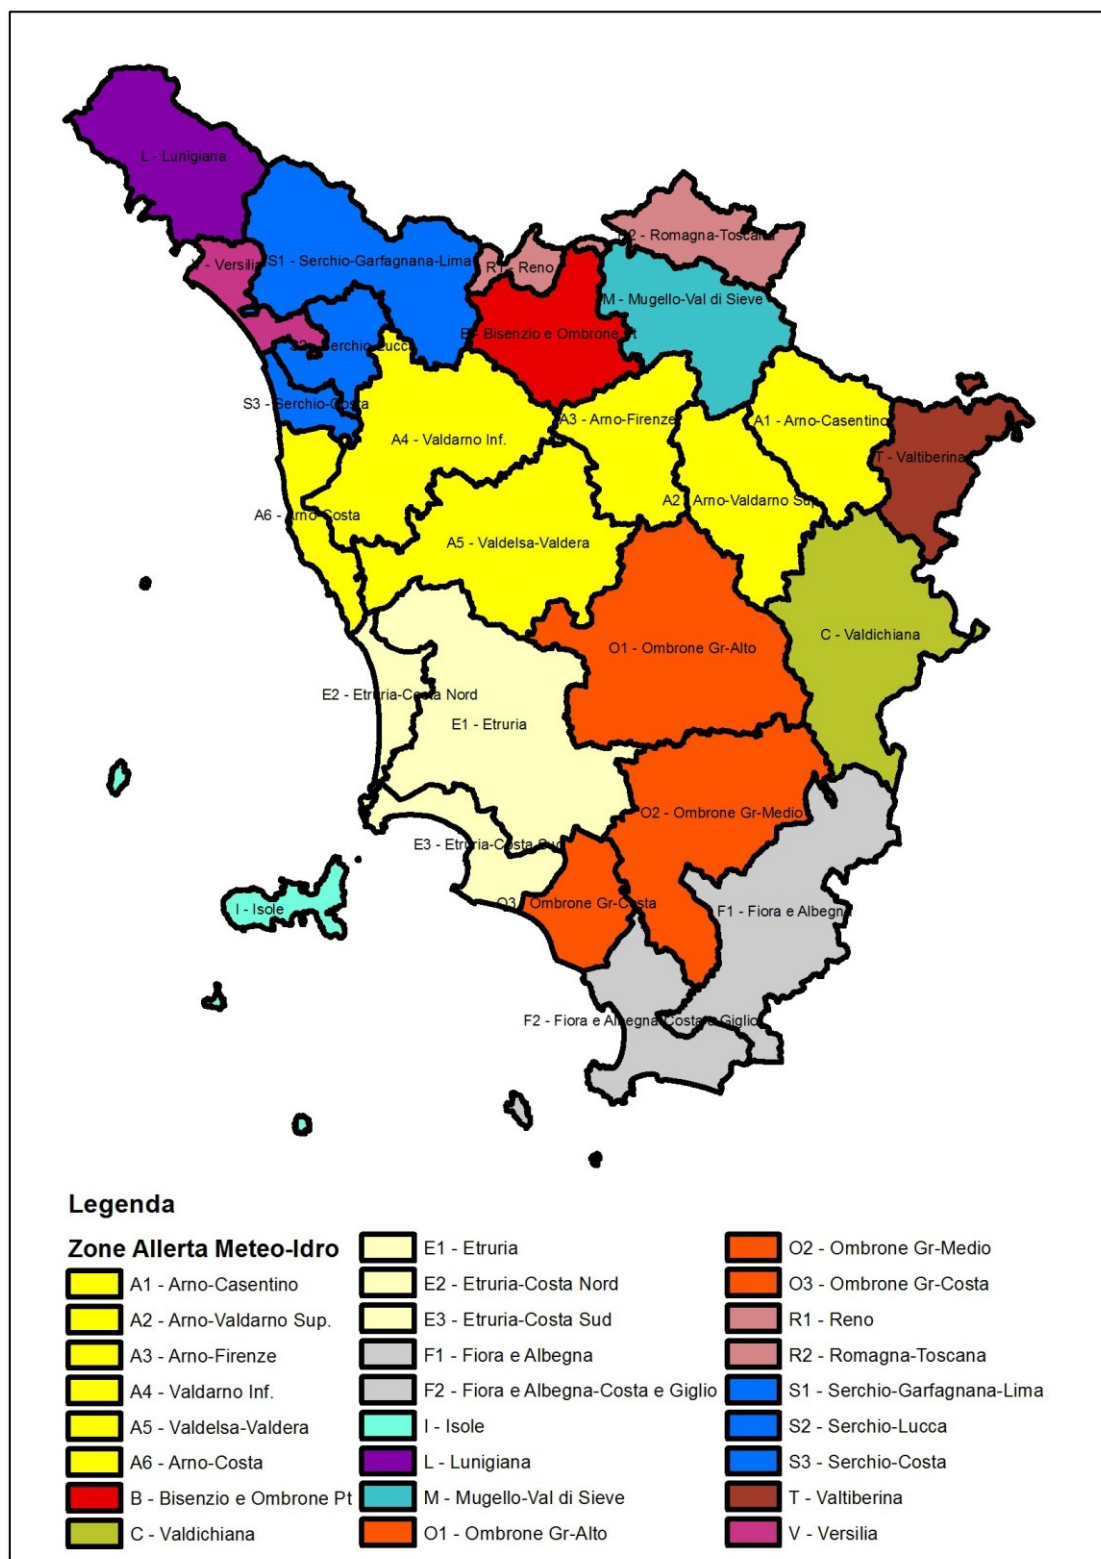 L - Lunigiana
R2 - Romagna-Toscana
V - Versilia
S1 - Serchio-Garfagnana-Lima
R1 - Reno
M - Mugello-Val di Sieve
B - Bisenzio e Ombrone Pt
S2 - Serchio-Lucca
S3 - Serchio-Costa
A3 - Arno-Firenze
A1 - Arno-Casentino
A4 - Valdarno Inf.
T - Valtiberina
A2 - Arno-Valdarno Sup.
A6 - Arno-Costa
A5 - Valdelsa-Valdera
C - Valdichiana
O1 - Ombrone Gr-Alto
E2 - Etruria-Costa Nord
E1 - Etruria
O2 - Ombrone Gr-Medio
E3 - Etruria-Costa Sud
O3 - Ombrone Gr-Costa
I - Isole
F1 - Fiora e Albegna
F2 - Fiora e Albegna-Costa e Giglio
Legenda
Zone Allerta Meteo-Idro
A1 - Arno-Casentino
A2 - Arno-Valdarno Sup.
A3 - Arno-Firenze
A4 - Valdarno Inf.
A5 - Valdelsa-Valdera
A6 - Arno-Costa
B - Bisenzio e Ombrone Pt
C - Valdichiana
E1 - Etruria
E2 - Etruria-Costa Nord
E3 - Etruria-Costa Sud
F1 - Fiora e Albegna
F2 - Fiora e Albegna-Costa e Giglio
I - Isole
L - Lunigiana
M - Mugello-Val di Sieve
O1 - Ombrone Gr-Alto
O2 - Ombrone Gr-Medio
O3 - Ombrone Gr-Costa
R1 - Reno
R2 - Romagna-Toscana
S1 - Serchio-Garfagnana-Lima
S2 - Serchio-Lucca
S3 - Serchio-Costa
T - Valtiberina
V - Versilia